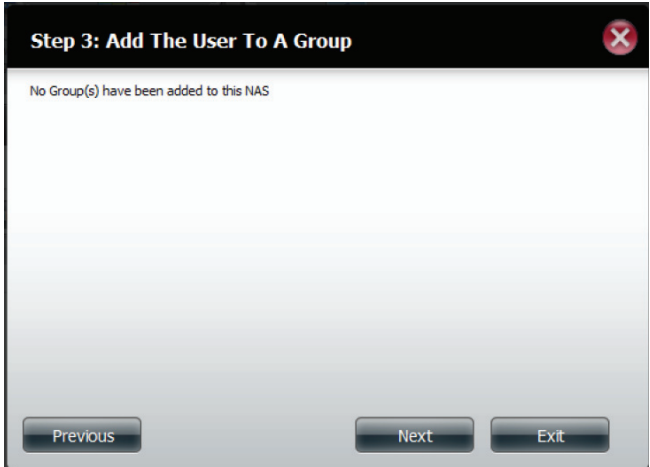 Step 3: Add The User To A Group
No Group(s) have been added to this NAS
Previous Next Exit